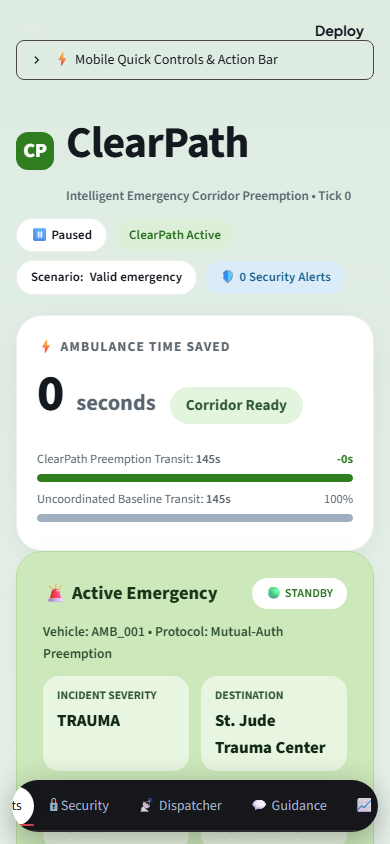 Deploy
Mobile Quick Controls & Action Bar
CP ClearPath
Intelligent Emergency Corridor Preemption • Tick 0
Paused ClearPath Active
Scenario: Valid emergency 0 Security Alerts
AMBULANCE TIME SAVED
0 seconds Corridor Ready
ClearPath Preemption Transit: 145s -0s
Uncoordinated Baseline Transit: 145s 100%
Active Emergency STANDBY
Vehicle: AMB_001 • Protocol: Mutual-Auth
Preemption
INCIDENT SEVERITY DESTINATION
TRAUMA St. Jude
Trauma Center
ts Security Dispatcher Guidance